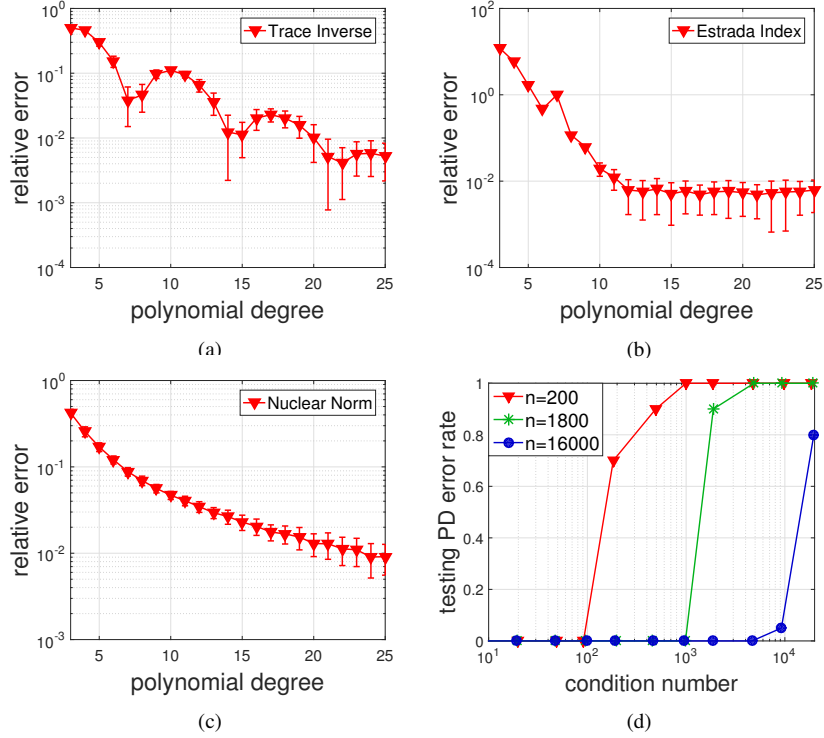 10^0
10^-1
10^-2
10^-3
10^-4
5 10 15 20 25
relative error
polynomial degree
Trace Inverse
(a)
10^2
10^0
10^-2
10^-4
5 10 15 20 25
relative error
polynomial degree
Estrada Index
(b)
10^0
10^-1
10^-2
10^-3
5 10 15 20 25
relative error
polynomial degree
Nuclear Norm
(c)
1
0.8
0.6
0.4
0.2
0
10^1 10^2 10^3 10^4
testing PD error rate
condition number
n=200
n=1800
n=16000
(d)